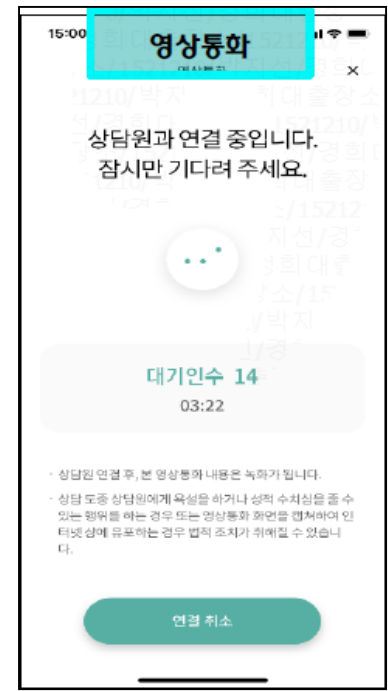 15:00
영상통화
영상통화
상담원과 연결 중입니다.
잠시만 기다려 주세요.
대기인수 14
03:22
· 상담원 연결 후, 본 영상통화 내용은 녹화가 됩니다.
· 상담 도중 상담원에게 욕설을 하거나 성적 수치심을 줄 수
있는 행위를 하는 경우 또는 영상통화 화면을 캡쳐하여 인
터넷 상에 유포하는 경우 법적 조치가 취해질 수 있습니
다.
연결 취소